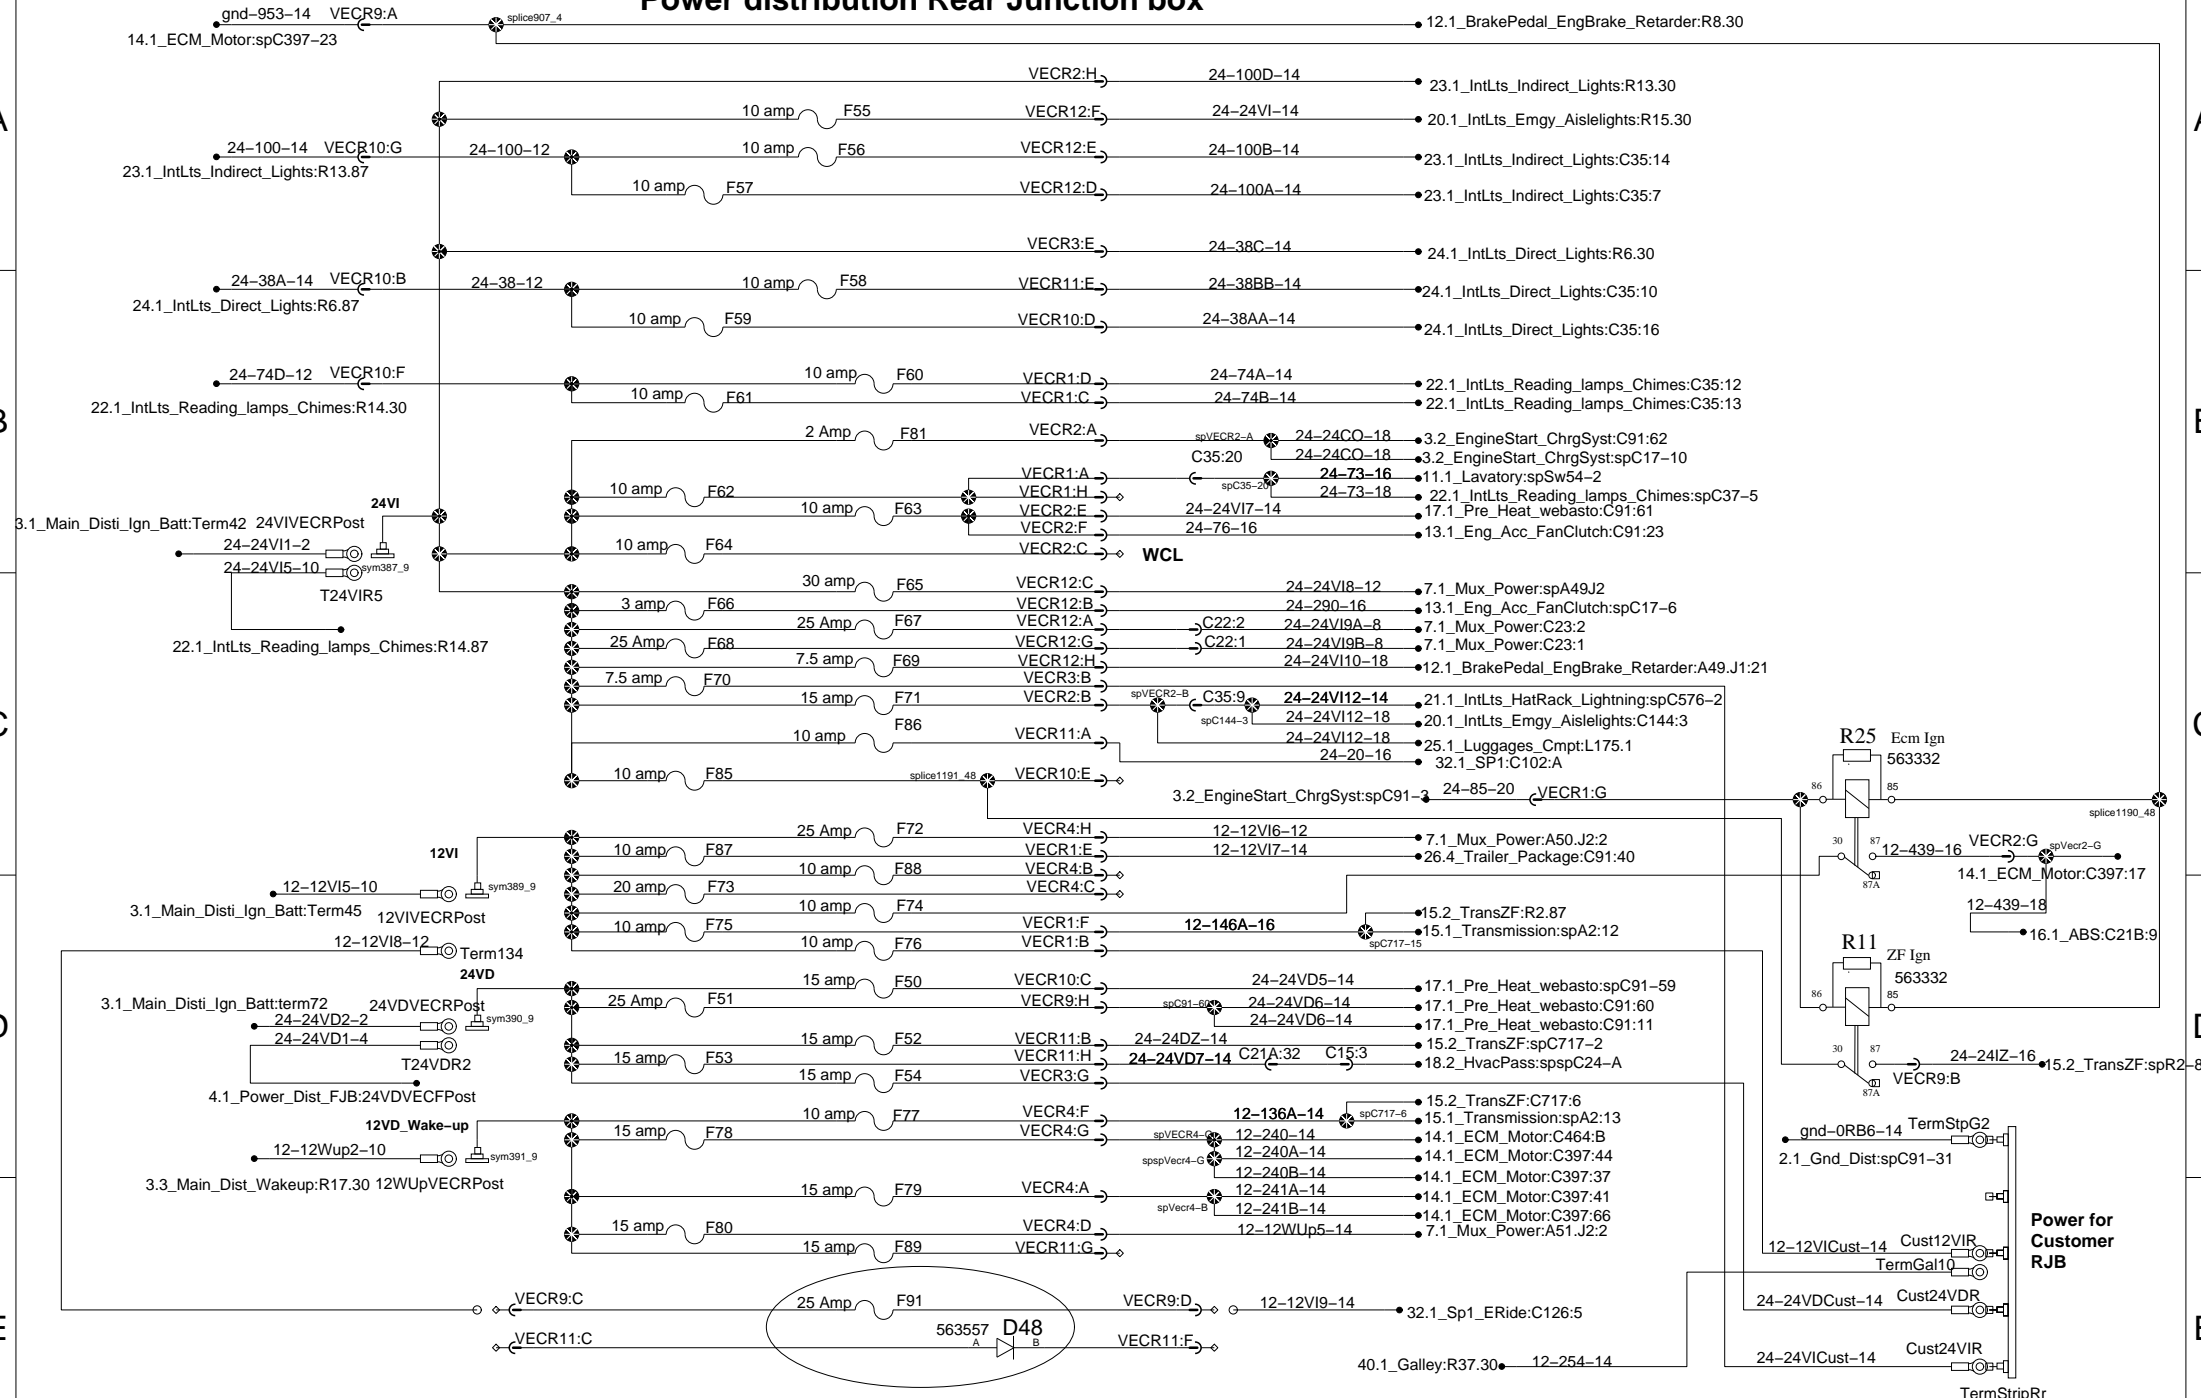 Power distribution Rear Junction box
gnd-953-14 VECR9:A splice907_4 12.1_BrakePedal_EngBrake_Retarder:R8.30
14.1_ECM_Motor:spC397-23
VECR2:H 24-100D-14 23.1_IntLts_Indirect_Lights:R13.30
A 10 amp F55 VECR12:F 24-24VI-14 20.1_IntLts_Emgy_Aislelights:R15.30 A
24-100-14 VECR10:G 24-100-12 10 amp F56 VECR12:E 24-100B-14 23.1_IntLts_Indirect_Lights:C35:14
23.1_IntLts_Indirect_Lights:R13.87
10 amp F57 VECR12:D 24-100A-14 23.1_IntLts_Indirect_Lights:C35:7
VECR3:E 24-38C-14 24.1_IntLts_Direct_Lights:R6.30
24-38A-14 VECR10:B 24-38-12 10 amp F58 VECR11:E 24-38BB-14 24.1_IntLts_Direct_Lights:C35:10
24.1_IntLts_Direct_Lights:R6.87
10 amp F59 VECR10:D 24-38AA-14 24.1_IntLts_Direct_Lights:C35:16
24-74D-12 VECR10:F 10 amp F60 VECR1:D 24-74A-14 22.1_IntLts_Reading_lamps_Chimes:C35:12
22.1_IntLts_Reading_lamps_Chimes:R14.30
10 amp F61 VECR1:C 24-74B-14 22.1_IntLts_Reading_lamps_Chimes:C35:13
2 Amp F81 VECR2:A spVECR2-A 24-24CO-18 3.2_EngineStart_ChrgSyst:C91:62
24-24CO-18 3.2_EngineStart_ChrgSyst:spC17-10
C35:20
VECR1:A 24-73-16 11.1_Lavatory:spSw54-2
10 amp F62 VECR1:H spC35-20 24-73-18 22.1_IntLts_Reading_lamps_Chimes:spC37-5
24VI
10 amp F63 VECR2:E 24-24VI7-14 17.1_Pre_Heat_webasto:C91:61
3.1_Main_Disti_Ign_Batt:Term42 24VIVECRPost
VECR2:F 24-76-16 13.1_Eng_Acc_FanClutch:C91:23
24-24VI1-2 10 amp F64 VECR2:C WCL
24-24VI5-10 sym387_9
T24VIR5
30 amp F65 VECR12:C 24-24VI8-12 7.1_Mux_Power:spA49J2
3 amp F66 VECR12:B 24-290-16 13.1_Eng_Acc_FanClutch:spC17-6
25 Amp F67 VECR12:A C22:2 24-24VI9A-8 7.1_Mux_Power:C23:2
22.1_IntLts_Reading_lamps_Chimes:R14.87
25 Amp F68 VECR12:G C22:1 24-24VI9B-8 7.1_Mux_Power:C23:1
7.5 amp F69 VECR12:H 24-24VI10-18 12.1_BrakePedal_EngBrake_Retarder:A49.J1:21
7.5 amp F70 VECR3:B
15 amp F71 VECR2:B spVECR2-B C35:9 24-24VI12-14 21.1_IntLts_HatRack_Lightning:spC576-2
spC144-3 24-24VI12-18 20.1_IntLts_Emgy_Aislelights:C144:3
F86
10 amp VECR11:A 24-24VI12-18 25.1_Luggages_Cmpt:L175.1
24-20-16 32.1_SP1:C102:A
R25 Ecm Ign
563332
10 amp F85 splice1191_48 VECR10:E
3.2_EngineStart_ChrgSyst:spC91-3 24-85-20 VECR1:G 86 85
splice1190_48
25 Amp F72 VECR4:H 12-12VI6-12 7.1_Mux_Power:A50.J2:2
12VI
10 amp F87 VECR1:E 12-12VI7-14 26.4_Trailer_Package:C91:40
30 87 12-439-16 VECR2:G spVecr2-G
87A 14.1_ECM_Motor:C397:17
10 amp F88 VECR4:B
12-12VI5-10 sym389_9 20 amp F73 VECR4:C
3.1_Main_Disti_Ign_Batt:Term45
12VIVECRPost
10 amp F74 15.2_TransZF:R2.87
12-439-18
10 amp F75 VECR1:F 12-146A-16 15.1_Transmission:spA2:12
16.1_ABS:C21B:9
12-12VI8-12 Term134 10 amp F76 VECR1:B spC717-15
R11 ZF Ign
563332
24VD
15 amp F50 VECR10:C 24-24VD5-14 17.1_Pre_Heat_webasto:spC91-59
3.1_Main_Disti_Ign_Batt:term72 24VDVECRPost
25 Amp F51 VECR9:H spC91-60 24-24VD6-14 17.1_Pre_Heat_webasto:C91:60
86 85
24-24VD2-2 sym390_9 24-24VD6-14 17.1_Pre_Heat_webasto:C91:11
24-24VD1-4 15 amp F52 VECR11:B 24-24DZ-14 15.2_TransZF:spC717-2
T24VDR2 15 amp F53 VECR11:H 24-24VD7-14 C21A:32 C15:3 18.2_HvacPass:spspC24-A
30 87 24-24IZ-16 15.2_TransZF:spR2-8
VECR9:B
87A
15 amp F54 VECR3:G
4.1_Power_Dist_FJB:24VDVECFPost
12VD_Wake-up
10 amp F77 VECR4:F 12-136A-14 spC717-6 15.2_TransZF:C717:6
15.1_Transmission:spA2:13
15 amp F78 VECR4:G 12-240-14 14.1_ECM_Motor:C464:B
gnd-0RB6-14 TermStpG2
12-12Wup2-10 sym391_9 spspVecr4-G 12-240A-14 14.1_ECM_Motor:C397:44
2.1_Gnd_Dist:spC91-31
3.3_Main_Dist_Wakeup:R17.30 12WUpVECRPost
12-240B-14 14.1_ECM_Motor:C397:37
15 amp F79 VECR4:A 12-241A-14 14.1_ECM_Motor:C397:41
spVecr4-B 12-241B-14 14.1_ECM_Motor:C397:66
15 amp F80 VECR4:D 12-12WUp5-14 7.1_Mux_Power:A51.J2:2
Power for
Customer
RJB
15 amp F89 VECR11:G
12-12VICust-14 Cust12VIR
TermGal10
VECR9:C 25 Amp F91 VECR9:D 12-12VI9-14 32.1_Sp1_ERide:C126:5
24-24VDCust-14 Cust24VDR
VECR11:C 563557 A D48 B VECR11:F
40.1_Galley:R37.30 12-254-14
24-24VICust-14 Cust24VIR
TermStripRr